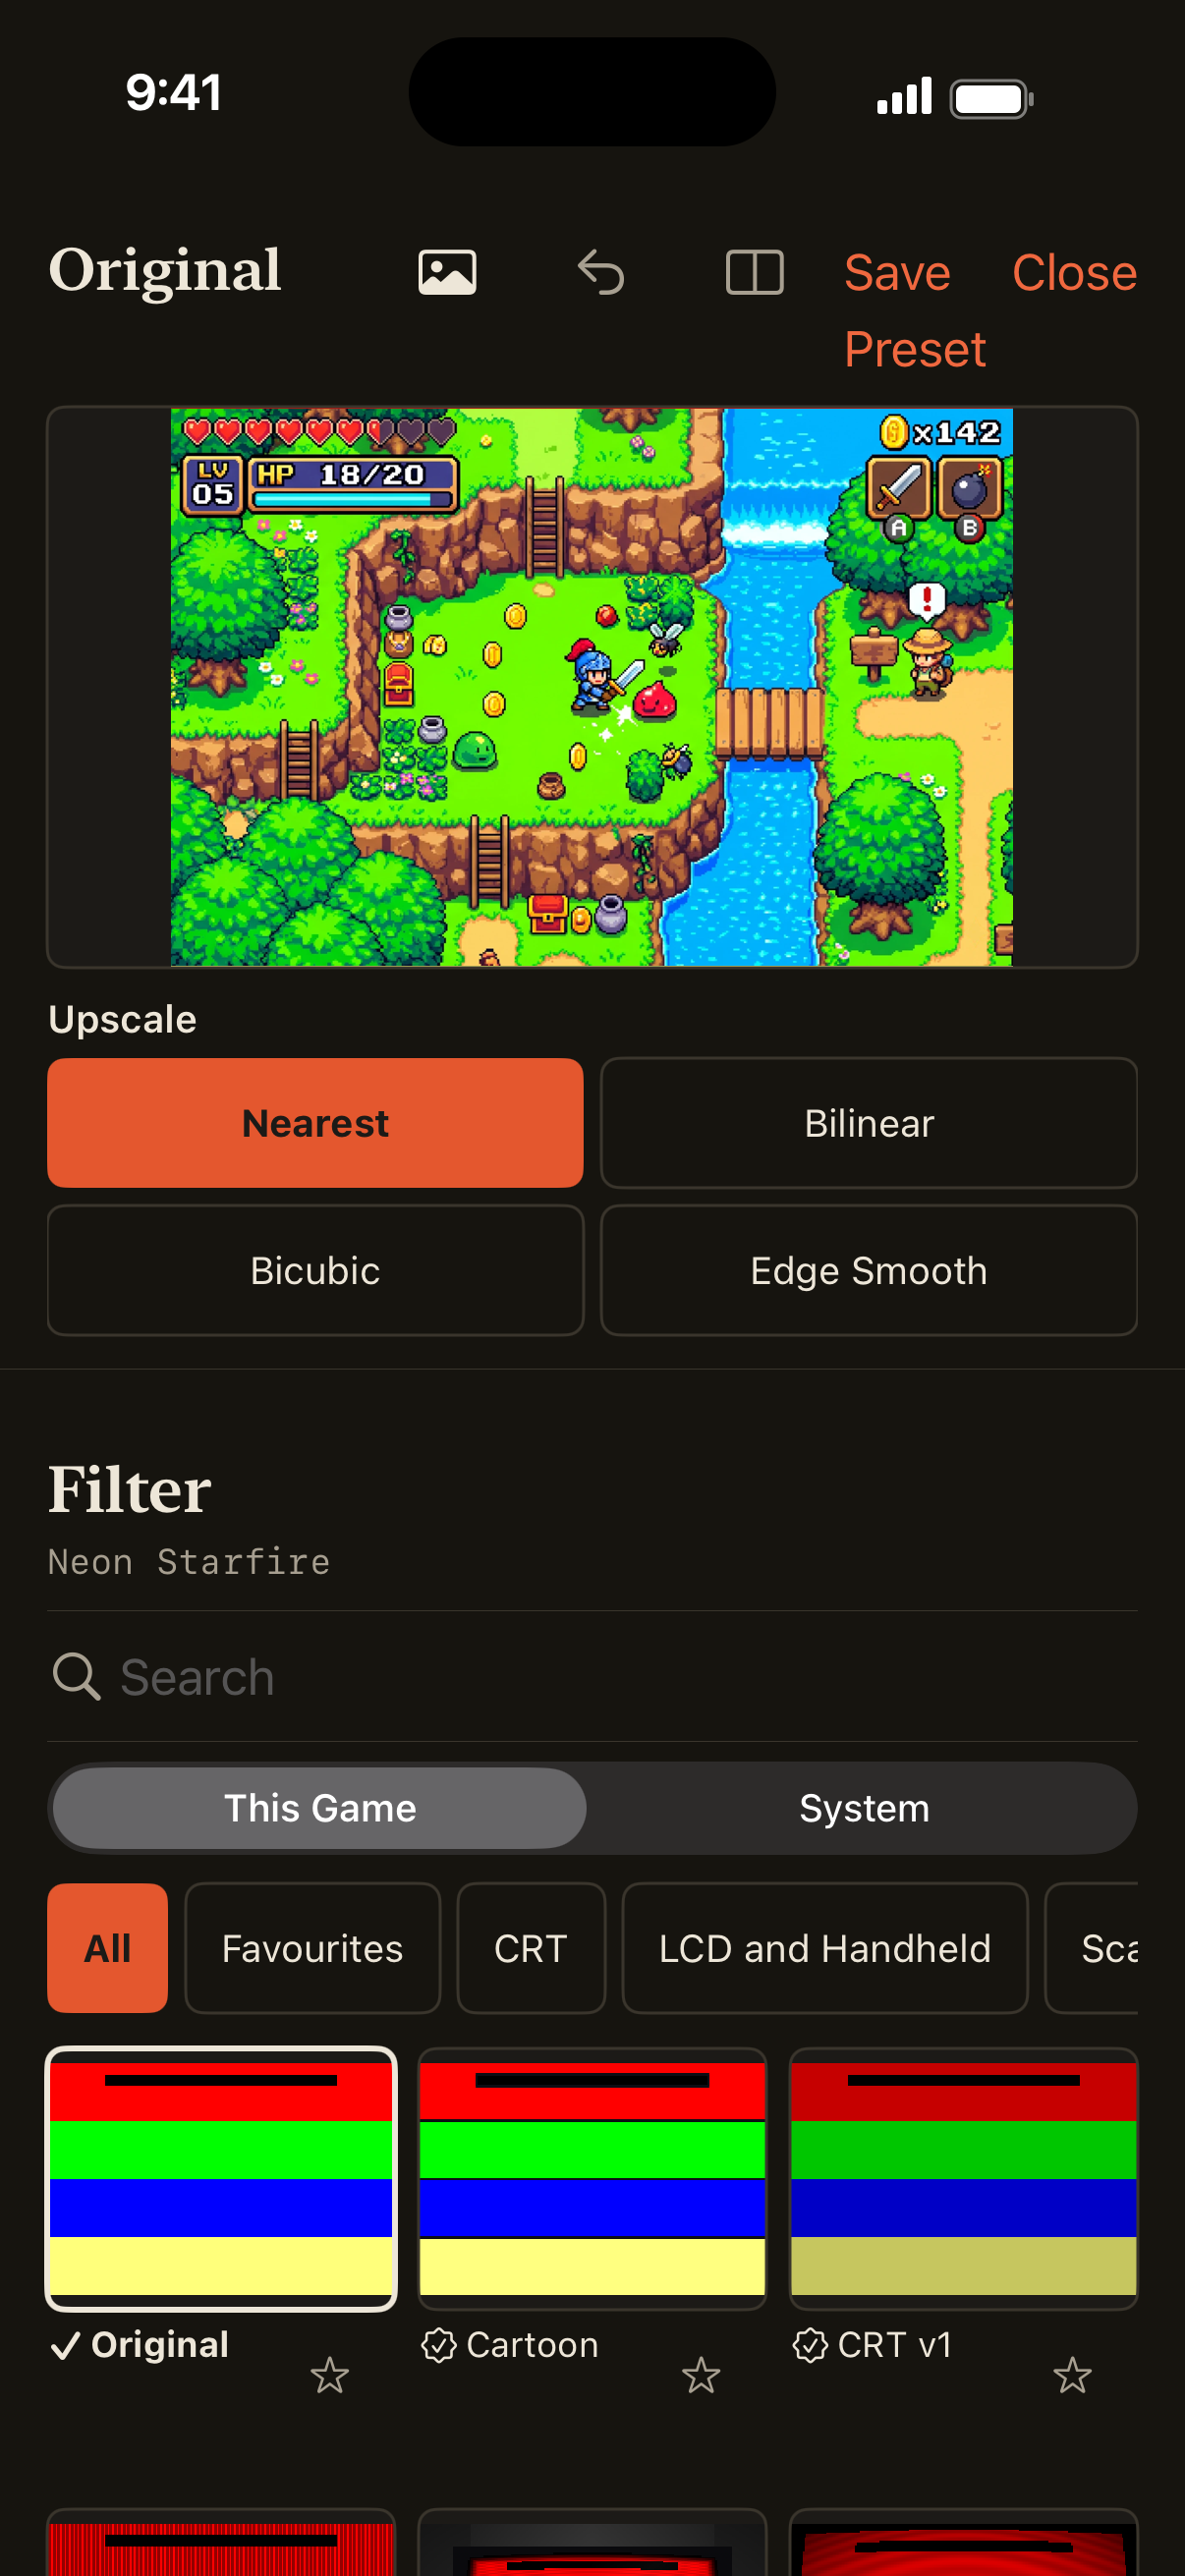 9:41
Original
Save Preset
Close
x142
LV
05
HP 18/20
A
B
!
Upscale
Nearest
Bilinear
Bicubic
Edge Smooth
Filter
Neon Starfire
Search
This Game
System
All
Favourites
CRT
LCD and Handheld
Sca
Original
Cartoon
CRT v1